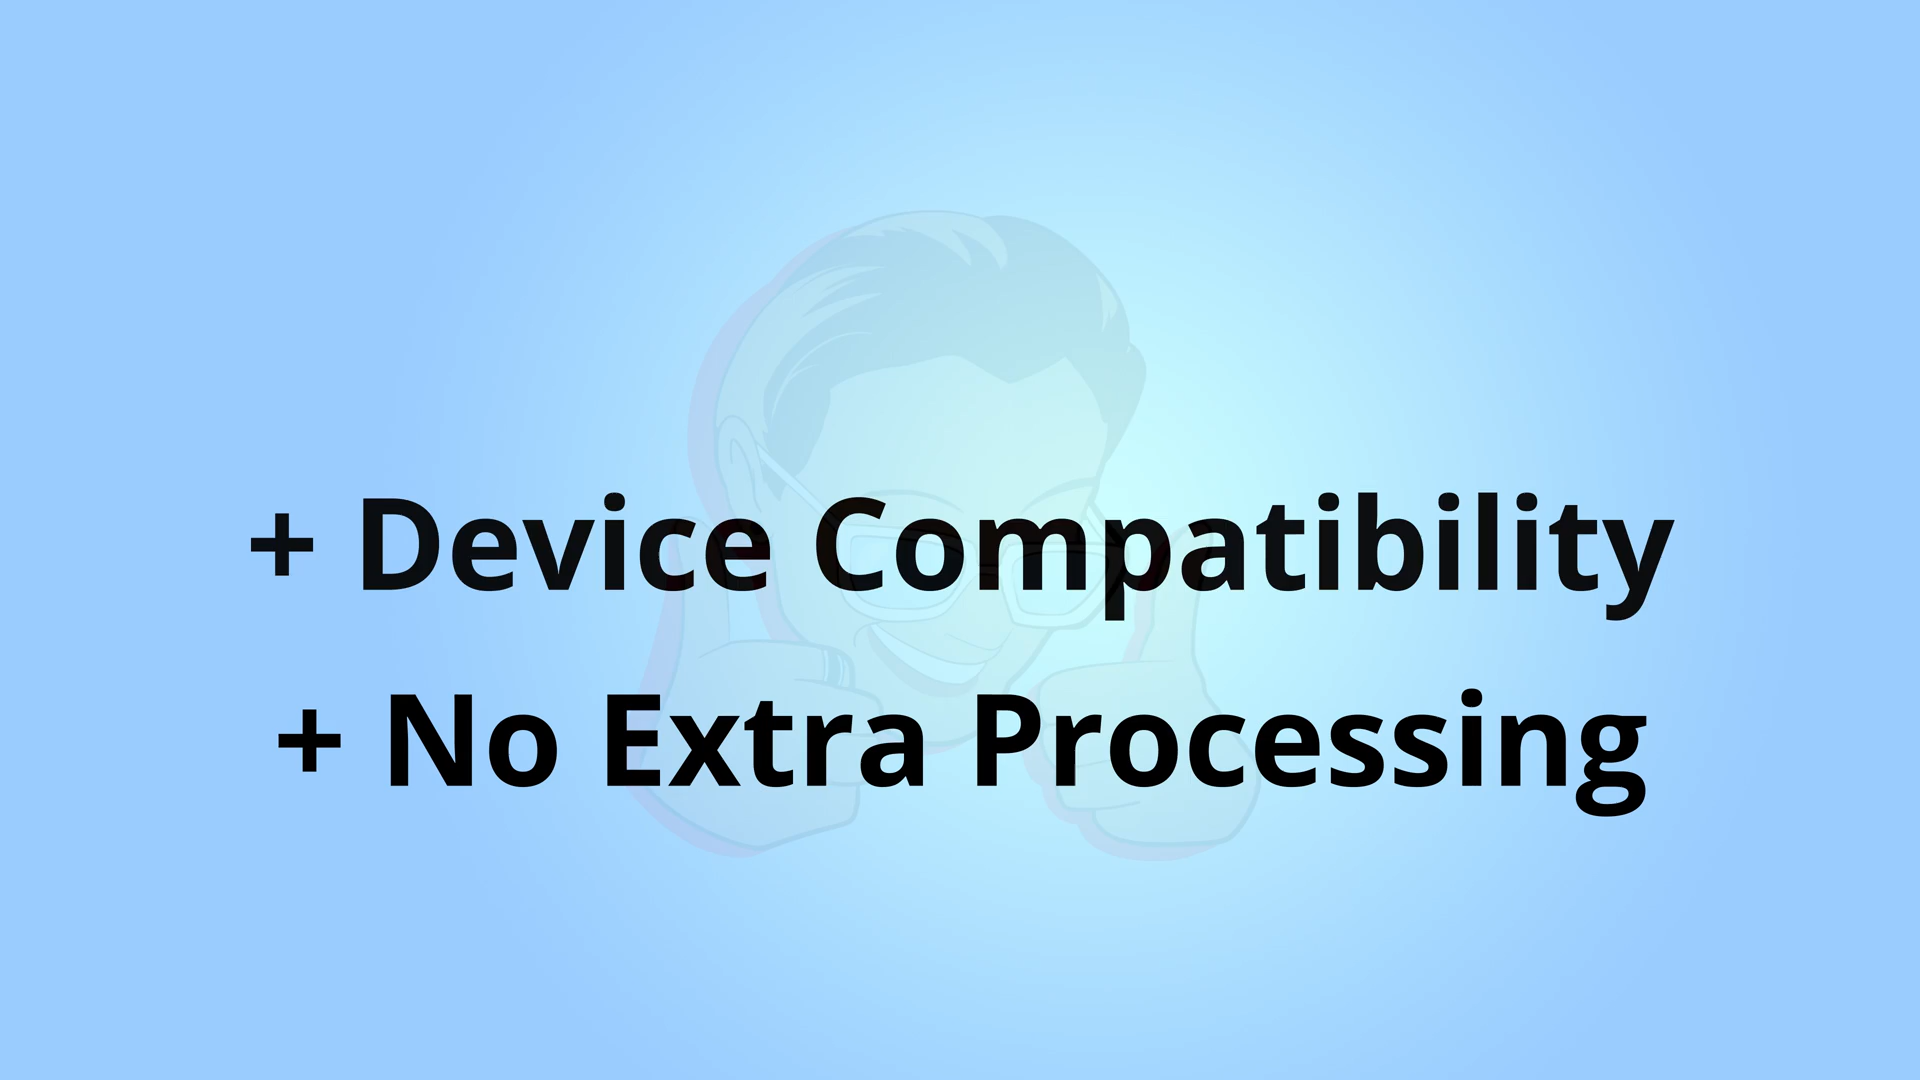 + Device Compatibility
+ No Extra Processing